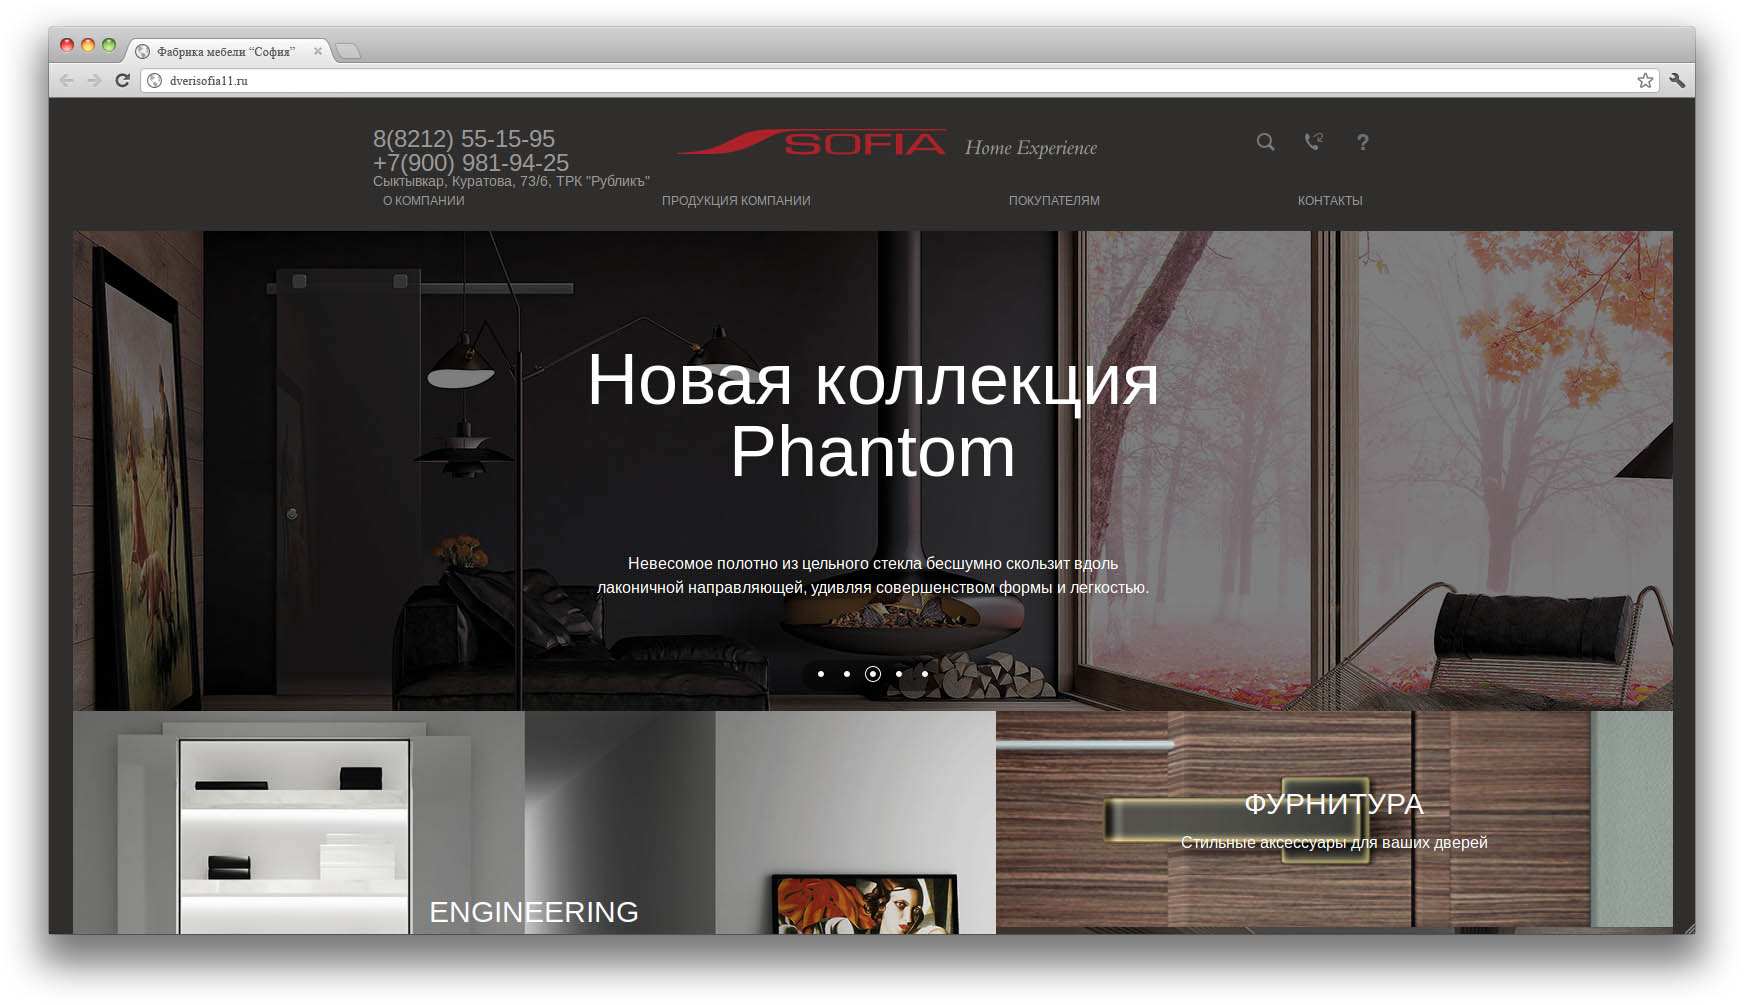 Фабрика мебели “София”
dverisofia11.ru
8(8212) 55-15-95
+7(900) 981-94-25
Сыктывкар, Куратова, 73/6, ТРК "Рубликъ"
SOFIA Home Experience
О КОМПАНИИ
ПРОДУКЦИЯ КОМПАНИИ
ПОКУПАТЕЛЯМ
КОНТАКТЫ
Новая коллекция
Phantom
Невесомое полотно из цельного стекла бесшумно скользит вдоль
лаконичной направляющей, удивляя совершенством формы и легкостью.
ФУРНИТУРА
Стильные аксессуары для ваших дверей
ENGINEERING